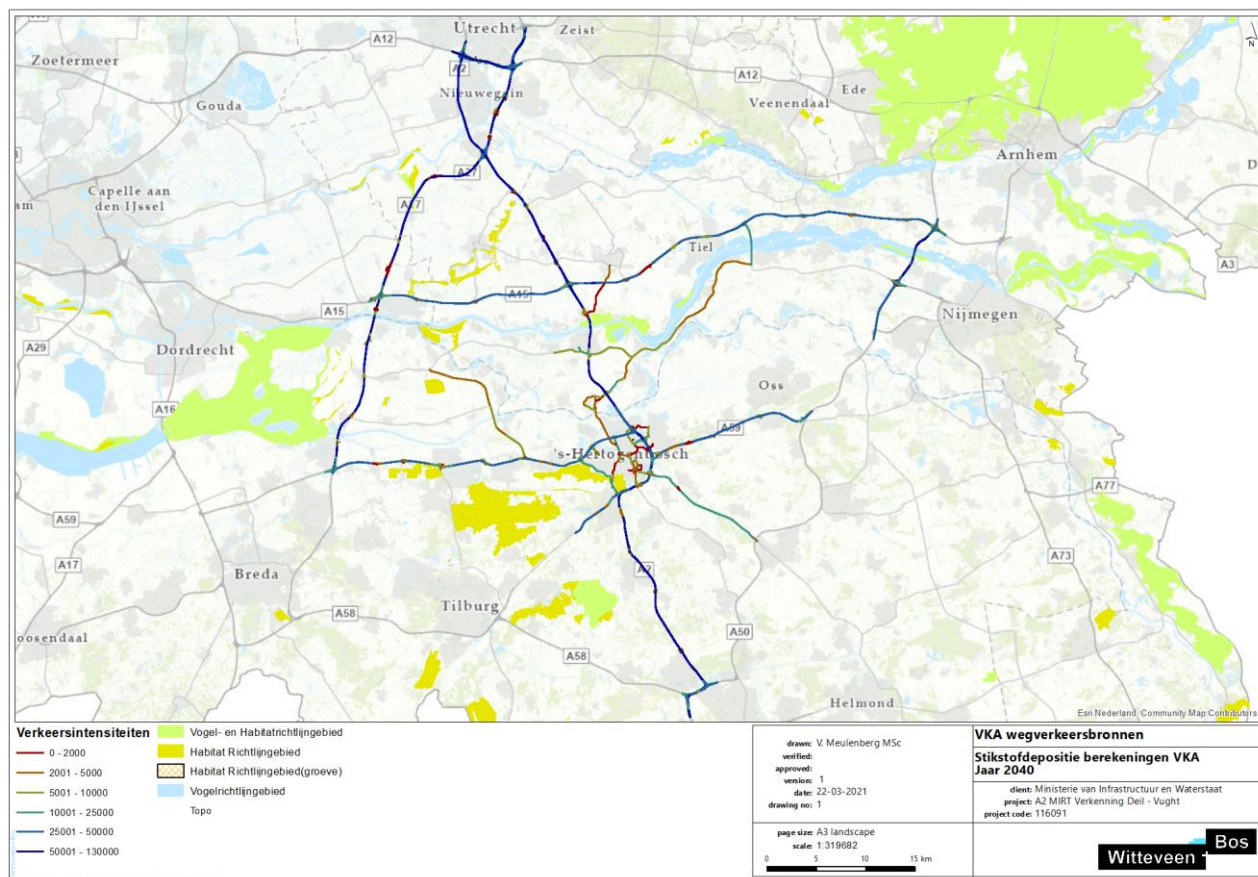 Utrecht
Zeist
A12
Zoetermeer
A2
A12
Nieuwegein
Ede
Veenendaal
Gouda
Arnhem
A27
Capelle aan
den IJssel
am
A27
Tiel
A3
A15
A15
Nijmegen
Dordrecht
A29
Oss
A16
A59
's-Hertogenbosch
A77
A59
A73
A17
A2
Breda
Tilburg
A58
oosendaal
A50
A58
Helmond
Esri Nederland, Community Map Contributors
Verkeersintensiteiten
0 - 2000
2001 - 5000
5001 - 10000
10001 - 25000
25001 - 50000
50001 - 130000
Vogel- en Habitatrichtlijngebied
Habitat Richtlijngebied
Habitat Richtlijngebied(groeve)
Vogelrichtlijngebied
Topo
drawn: V. Meulenberg MSc
verified:
approved:
version: 1
date: 22-03-2021
drawing no: 1
page size: A3 landscape
scale: 1:319682
0 5 10 15 km
VKA wegverkeersbronnen
Stikstofdepositie berekeningen VKA
Jaar 2040
client: Ministerie van Infrastructuur en Waterstaat
project: A2 MIRT Verkenning Deil - Vught
project code: 116091
Witteveen + Bos
N